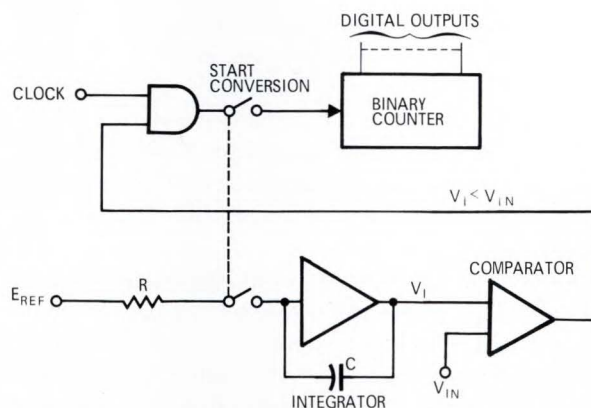 DIGITAL OUTPUTS
START
CONVERSION
CLOCK
BINARY
COUNTER
V_I < V_IN
E_REF
R
V_I
COMPARATOR
C
V_IN
INTEGRATOR